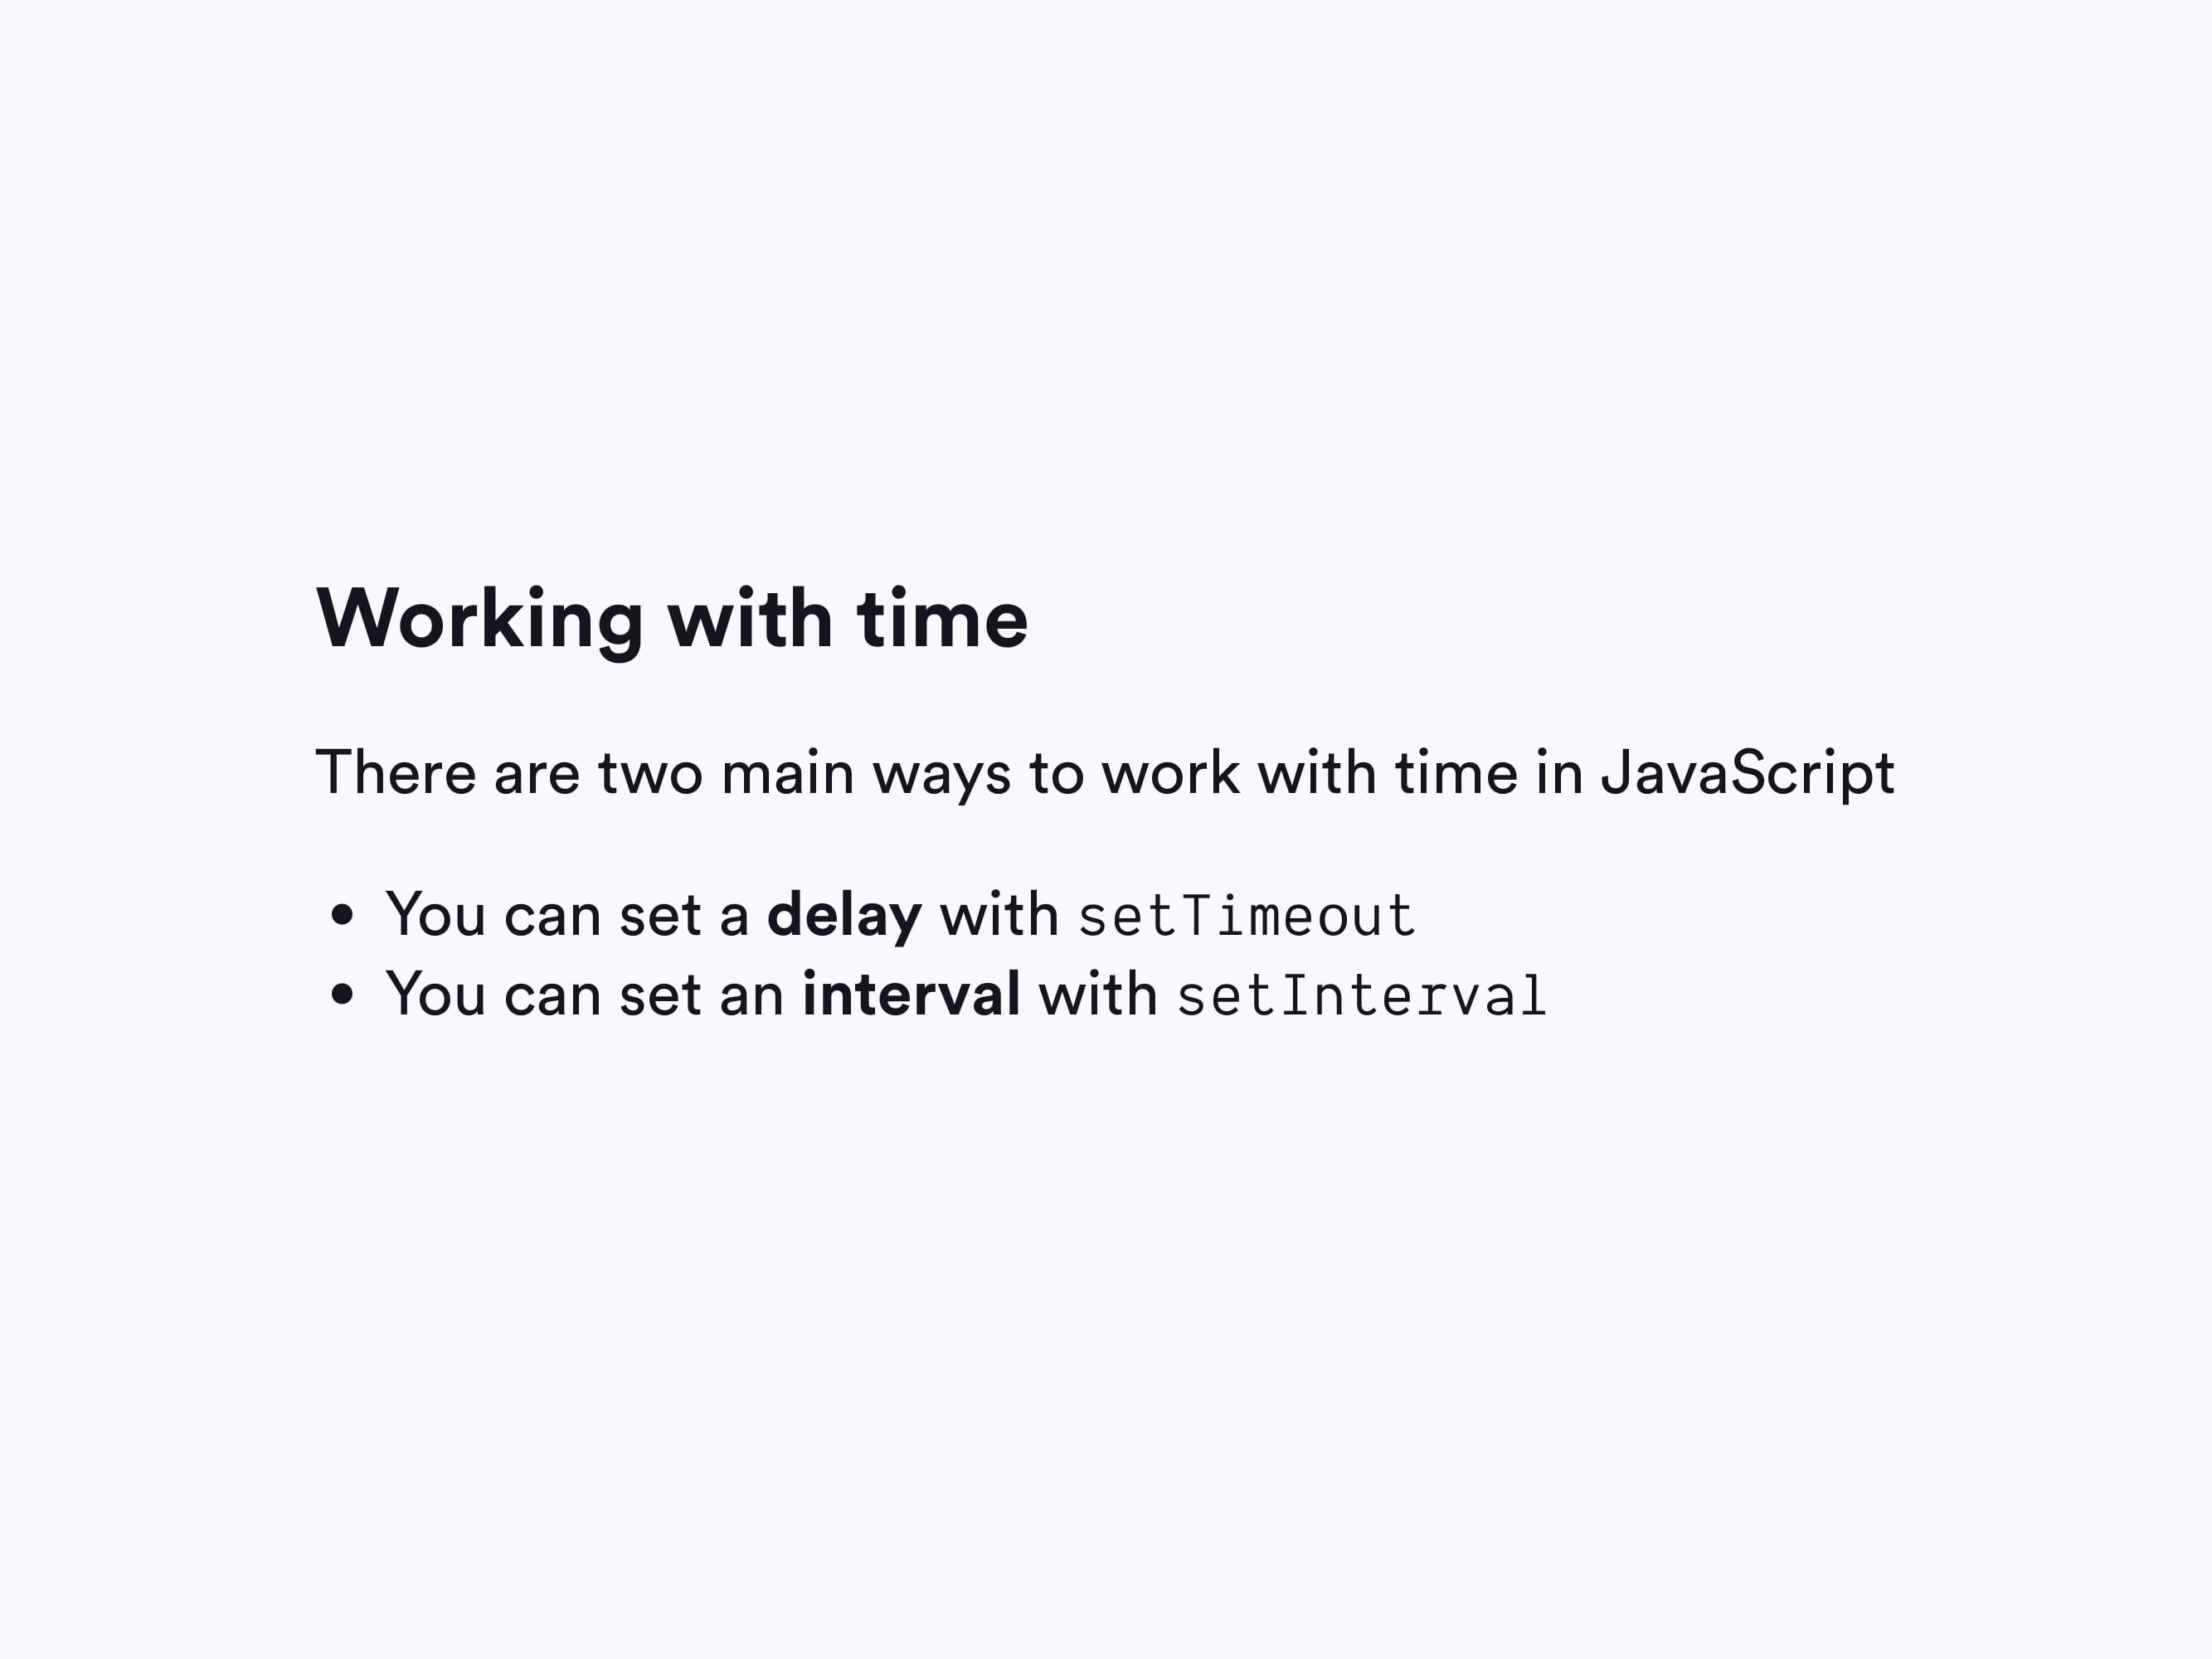 Working with time
There are two main ways to work with time in JavaScript
• You can set a delay with setTimeout
• You can set an interval with setInterval